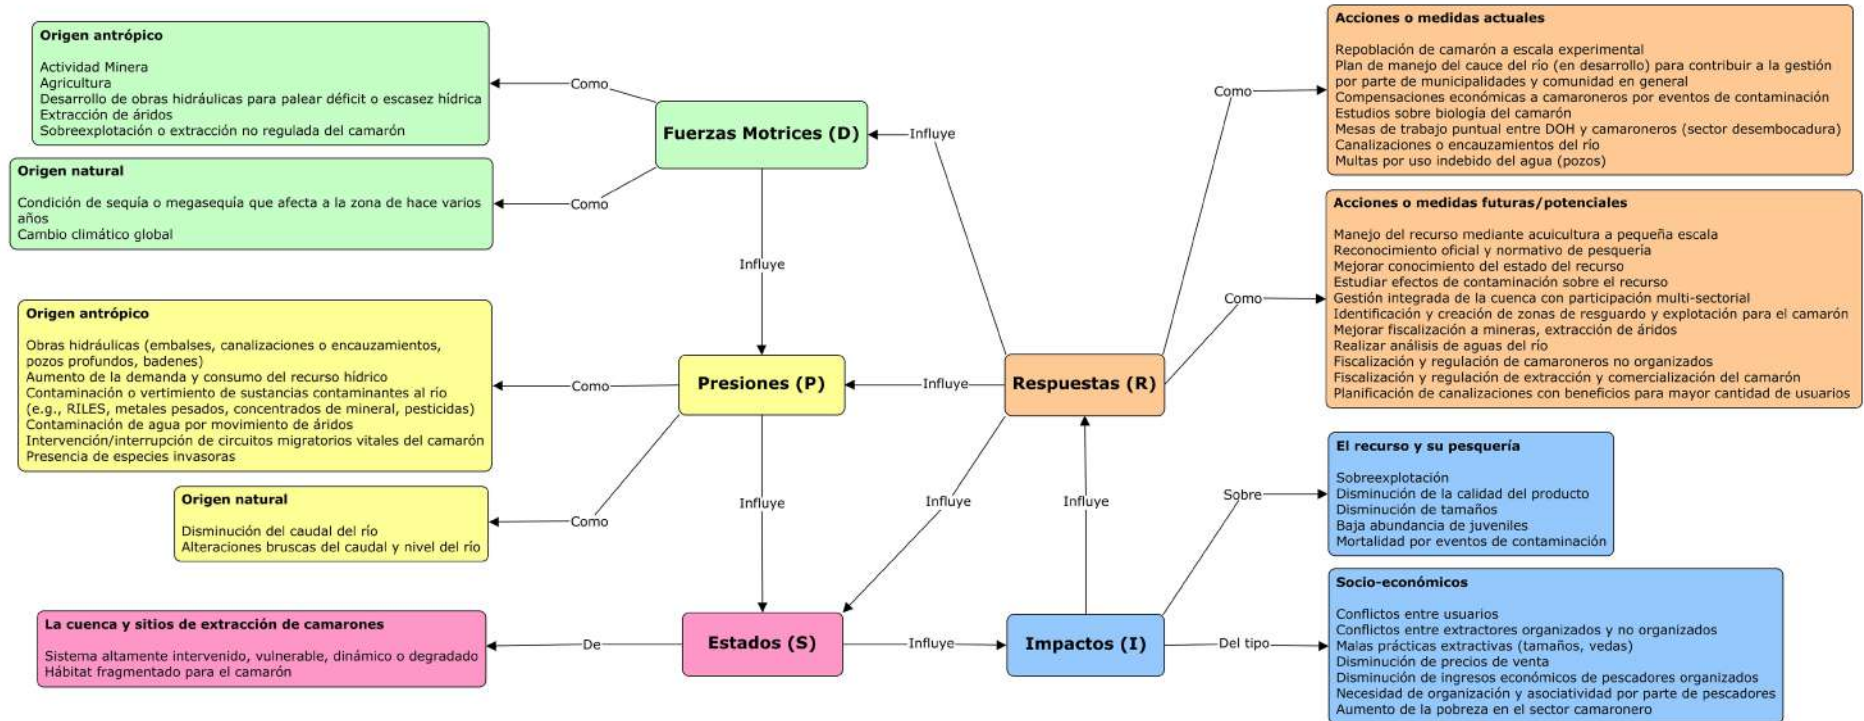 Origen antrópico
Actividad Minera
Agricultura
Desarrollo de obras hidráulicas para palear déficit o escasez hídrica
Extracción de áridos
Sobreexplotación o extracción no regulada del camarón
Como
Fuerzas Motrices (D)
Influye
Origen natural
Condición de sequía o megasequía que afecta a la zona de hace varios
años
Cambio climático global
Como
Influye
Origen antrópico
Obras hidráulicas (embalses, canalizaciones o encauzamientos,
pozos profundos, badenes)
Aumento de la demanda y consumo del recurso hídrico
Contaminación o vertimiento de sustancias contaminantes al río
(e.g., RILES, metales pesados, concentrados de mineral, pesticidas)
Contaminación de agua por movimiento de áridos
Intervención/interrupción de circuitos migratorios vitales del camarón
Presencia de especies invasoras
Como
Presiones (P)
Influye
Respuestas (R)
Origen natural
Disminución del caudal del río
Alteraciones bruscas del caudal y nivel del río
Como
Influye
Influye
Influye
La cuenca y sitios de extracción de camarones
Sistema altamente intervenido, vulnerable, dinámico o degradado
Hábitat fragmentado para el camarón
De
Estados (S)
Influye
Impactos (I)
Como
Acciones o medidas actuales
Repoblación de camarón a escala experimental
Plan de manejo del cauce del río (en desarrollo) para contribuir a la gestión
por parte de municipalidades y comunidad en general
Compensaciones económicas a camaroneros por eventos de contaminación
Estudios sobre biología del camarón
Mesas de trabajo puntual entre DOH y camaroneros (sector desembocadura)
Canalizaciones o encauzamientos del río
Multas por uso indebido del agua (pozos)
Como
Acciones o medidas futuras/potenciales
Manejo del recurso mediante acuicultura a pequeña escala
Reconocimiento oficial y normativo de pesquería
Mejorar conocimiento del estado del recurso
Estudiar efectos de contaminación sobre el recurso
Gestión integrada de la cuenca con participación multi-sectorial
Identificación y creación de zonas de resguardo y explotación para el camarón
Mejorar fiscalización a mineras, extracción de áridos
Realizar análisis de aguas del río
Fiscalización y regulación de camaroneros no organizados
Fiscalización y regulación de extracción y comercialización del camarón
Planificación de canalizaciones con beneficios para mayor cantidad de usuarios
Sobre
El recurso y su pesquería
Sobreexplotación
Disminución de la calidad del producto
Disminución de tamaños
Baja abundancia de juveniles
Mortalidad por eventos de contaminación
Del tipo
Socio-económicos
Conflictos entre usuarios
Conflictos entre extractores organizados y no organizados
Malas prácticas extractivas (tamaños, vedas)
Disminución de precios de venta
Disminución de ingresos económicos de pescadores organizados
Necesidad de organización y asociatividad por parte de pescadores
Aumento de la pobreza en el sector camaronero